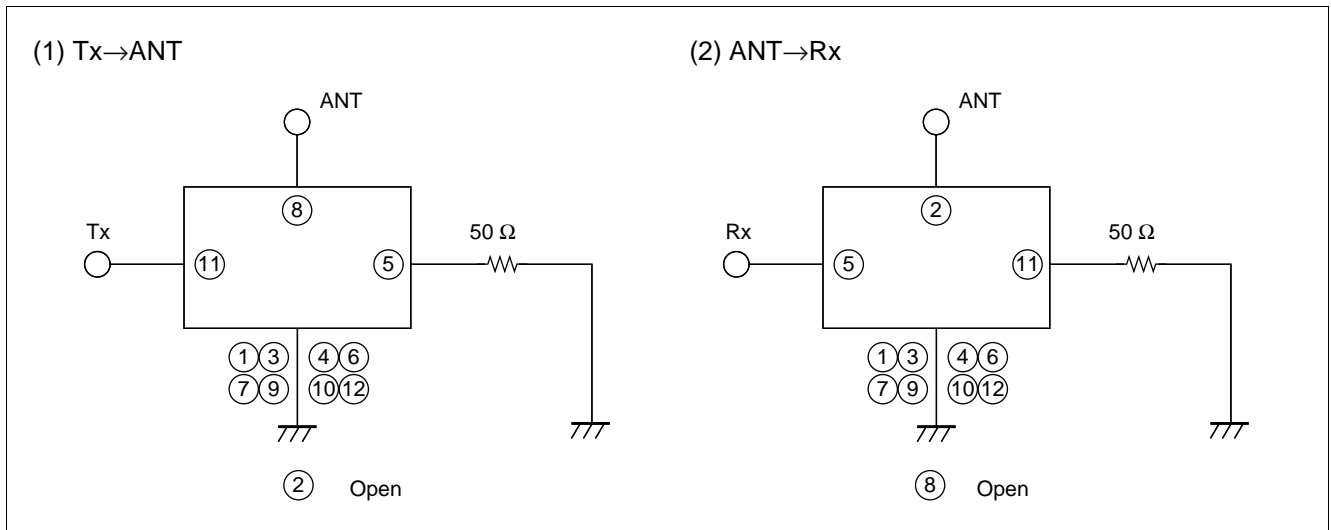 (1) Tx→ANT
ANT
⑧
Tx
50 Ω
⑪
⑤
① ③ ④ ⑥
⑦ ⑨ ⑩ ⑫
② Open
(2) ANT→Rx
ANT
②
Rx
50 Ω
⑤
⑪
① ③ ④ ⑥
⑦ ⑨ ⑩ ⑫
⑧ Open